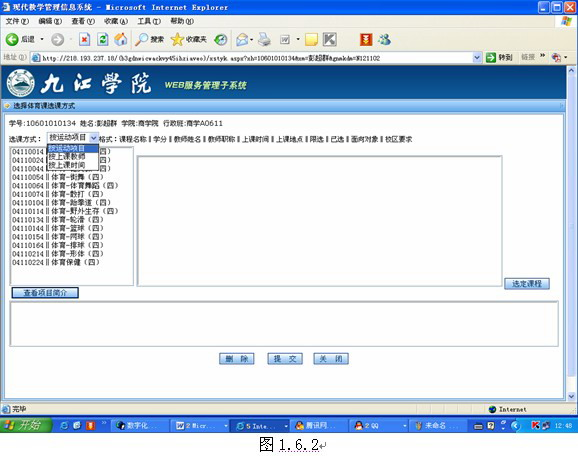 现代教学管理信息系统 - Microsoft Internet Explorer
文件(F) 编辑(E) 查看(V) 收藏(A) 工具(T) 帮助(H)
后退 搜索 收藏夹
地址(D) http://218.193.237.18/(h3gdweicvackvy45ihziaveo)/xstyk.aspx?xh=10601010134&xm=彭超群&gnmkdm=N121102 转到 链接
九江学院 WEB服务管理子系统
选择体育课选课方式
学号:10601010134 姓名:彭超群 学院:商学院 行政班:商学A0611
选课方式: 按运动项目 格式:课程名称‖学分‖教师姓名‖教师职称‖上课时间‖上课地点‖限选‖已选‖面向对象‖校区要求
按运动项目
按上课教师
按上课时间
04110014
04110024
04110044
04110054‖体育-街舞(四)
04110064‖体育-体育舞蹈(四)
04110074‖体育-散打(四)
04110104‖体育-跆拳道(四)
04110114‖体育-野外生存(四)
04110134‖体育-轮滑(四)
04110144‖体育-篮球(四)
04110154‖体育-网球(四)
04110164‖体育-排球(四)
04110214‖体育-形体(四)
04110224‖体育保健(四)
选定课程
查看项目简介
删 除 提 交 关 闭
完毕 Internet
开始 数字化... 2 Micr... 5 Inte... 腾讯网... 2 QQ 未命名 ... 12:48
图 1.6.2